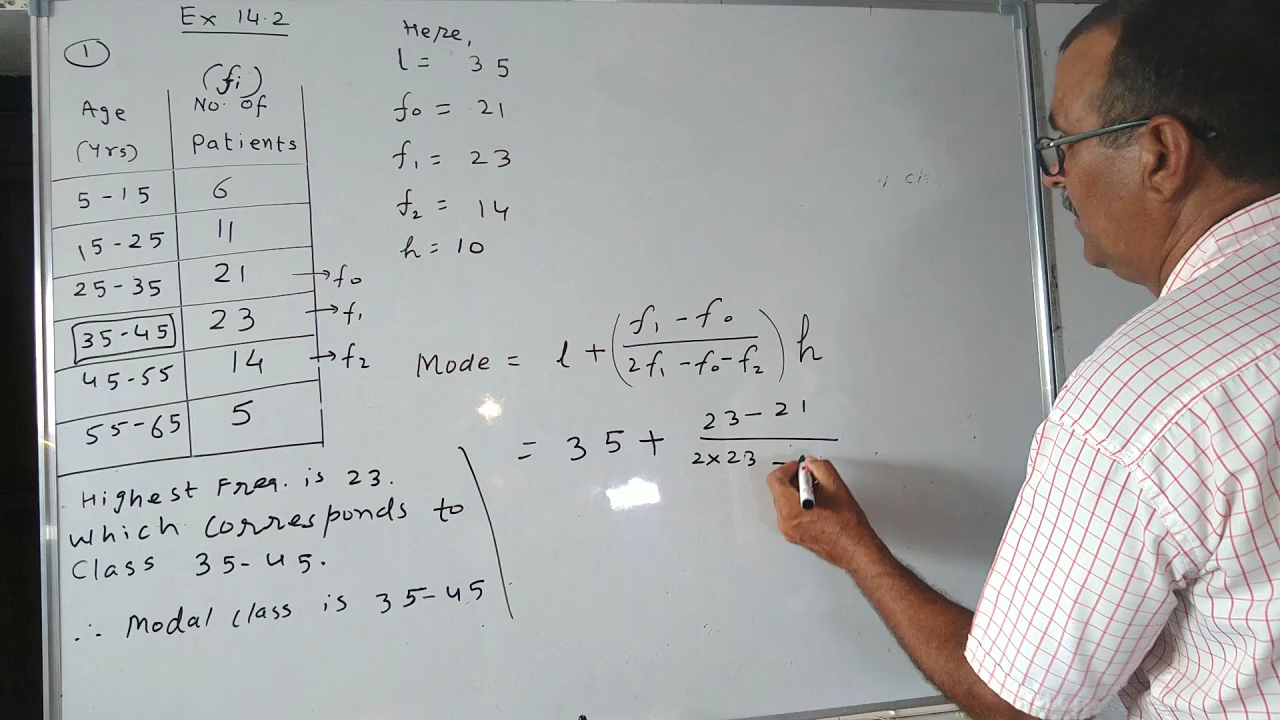 Ex 14.2
1
(fi)
Age No. of
(Yrs) Patients
5-15 6
15-25 11
25-35 21 → f0
35-45 23 → f1
45-55 14 → f2
55-65 5
Highest Freq. is 23.
which corresponds to
Class 35-45.
∴ Modal class is 35-45
Here,
l = 35
f0 = 21
f1 = 23
f2 = 14
h = 10
Mode = l + ( f1 - f0 / 2f1 - f0 - f2 ) h
= 35 + 23 - 21 / 2×23 -